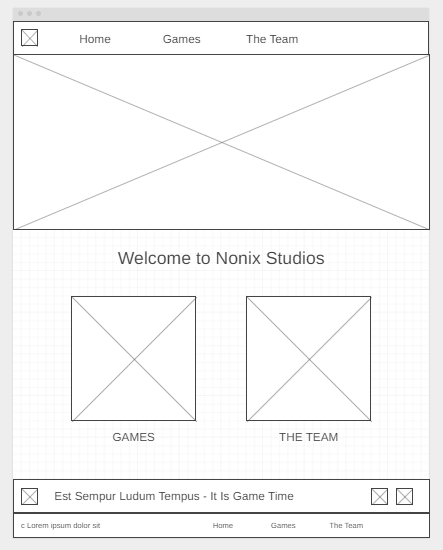 Home Games The Team
Welcome to Nonix Studios
GAMES THE TEAM
Est Sempur Ludum Tempus - It Is Game Time
c Lorem ipsum dolor sit Home Games The Team